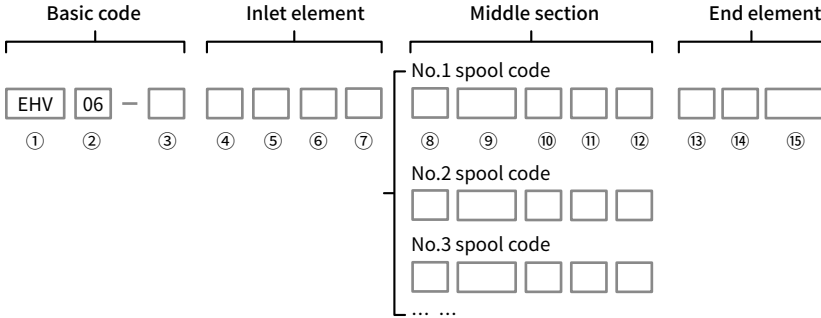 Basic code Inlet element Middle section End element
No.1 spool code
EHV 06 –
① ② ③ ④ ⑤ ⑥ ⑦ ⑧ ⑨ ⑩ ⑪ ⑫ ⑬ ⑭ ⑮
No.2 spool code
No.3 spool code
... ...